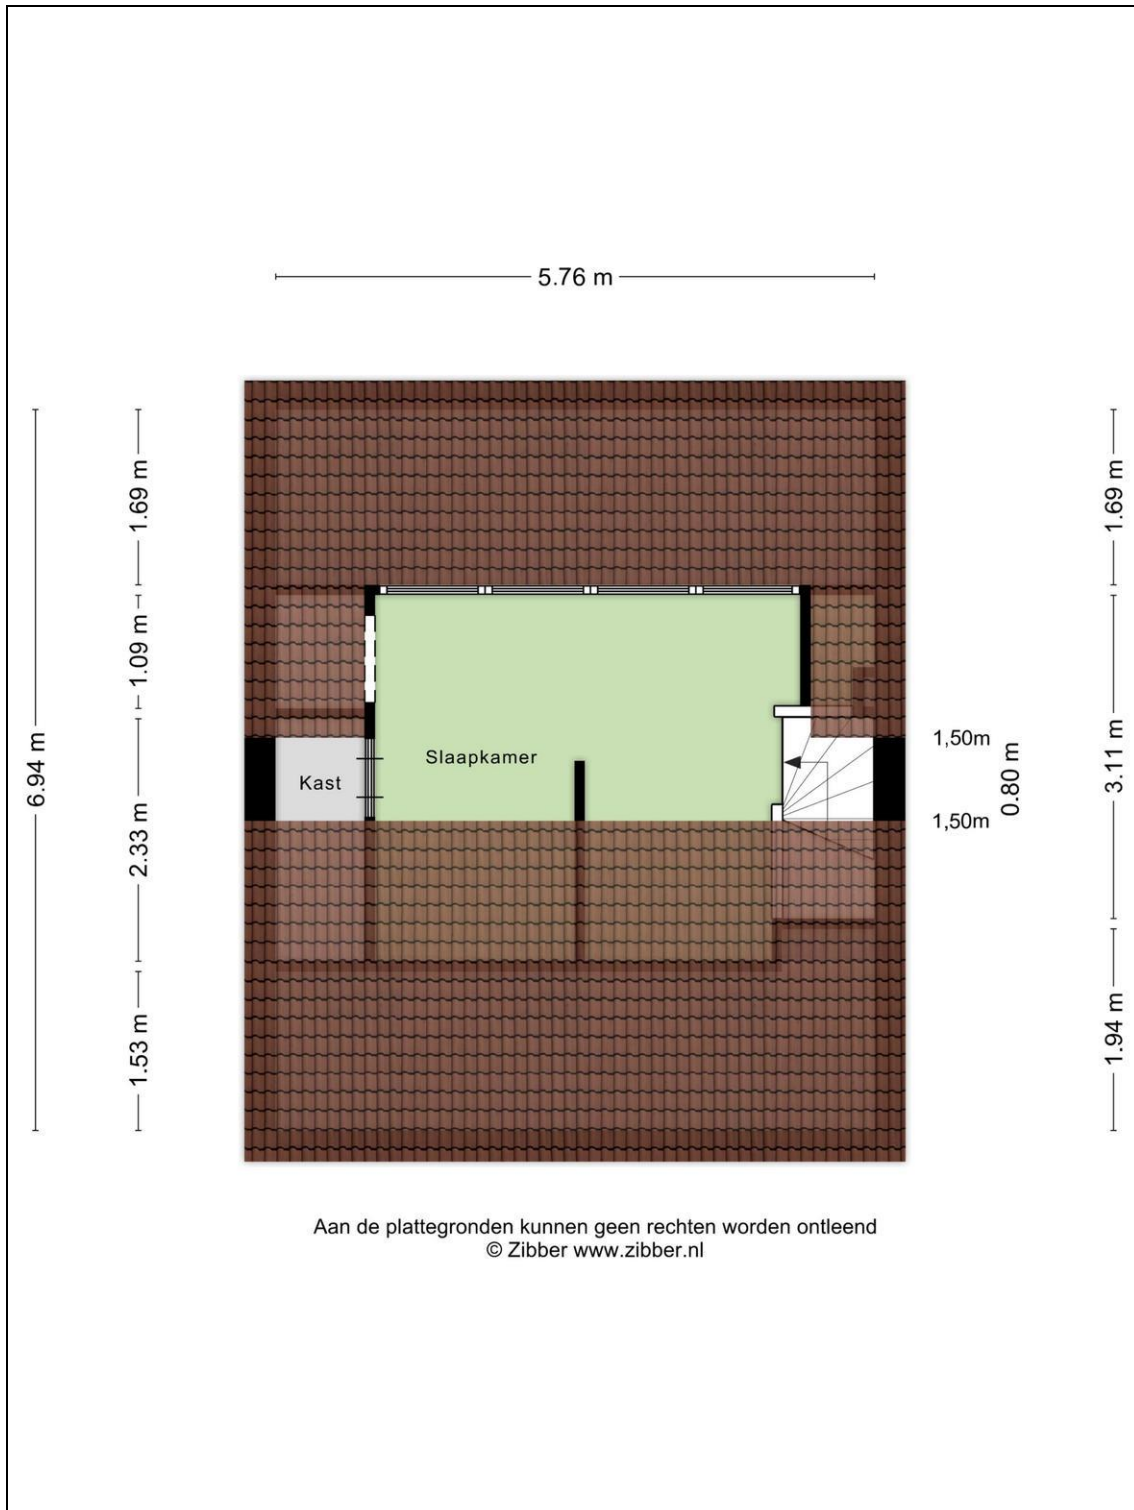 5.76 m
6.94 m
1.69 m
1.09 m
2.33 m
1.53 m
Slaapkamer
Kast
1,50m
1,50m
0.80 m
1.69 m
3.11 m
1.94 m
Aan de plattegronden kunnen geen rechten worden ontleend
© Zibber www.zibber.nl